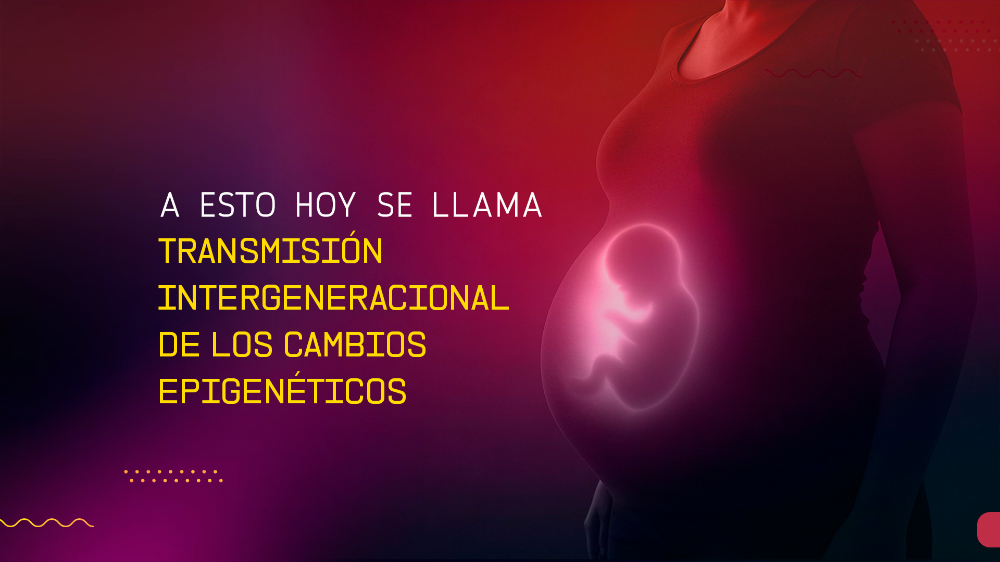 A ESTO HOY SE LLAMA
TRANSMISIÓN
INTERGENERACIONAL
DE LOS CAMBIOS
EPIGENÉTICOS